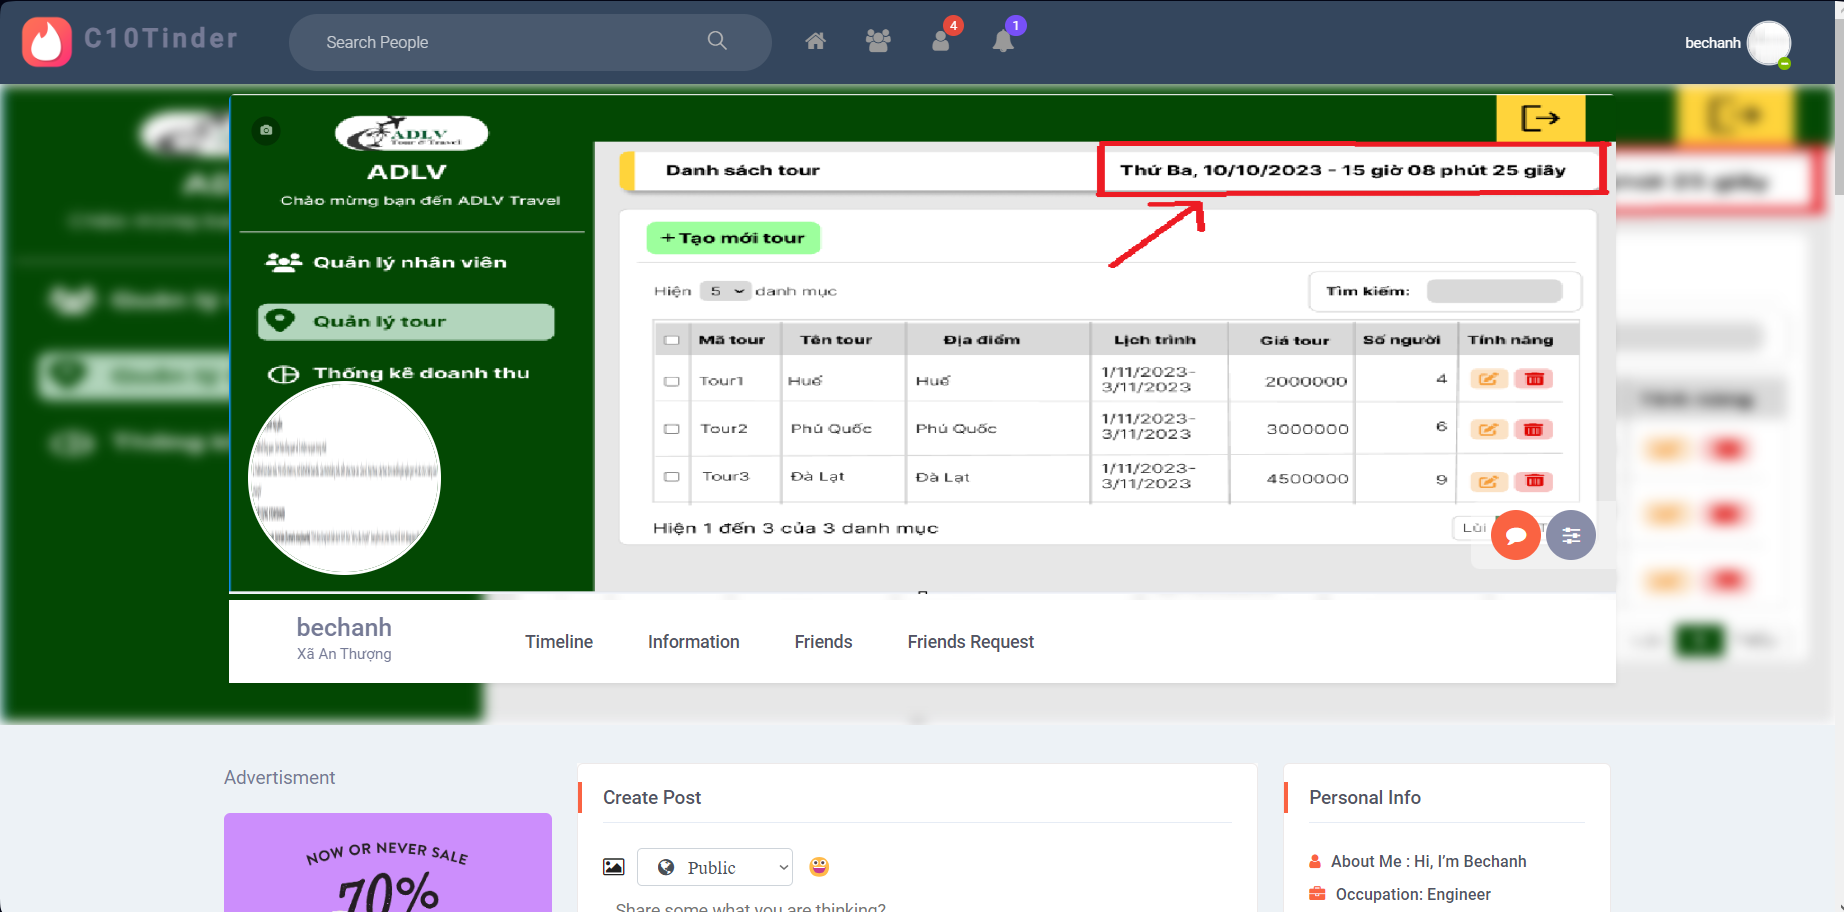 C10Tinder
Search People
4
1
bechanh
ADLV
Tour & Travel
ADLV
Chào mừng bạn đến ADLV Travel
Quản lý nhân viên
Quản lý tour
Thống kê doanh thu
Danh sách tour
Thứ Ba, 10/10/2023 - 15 giờ 08 phút 25 giây
+ Tạo mới tour
Hiện 5 danh mục
Tìm kiếm:
Mã tour Tên tour Địa điểm Lịch trình Giá tour Số người Tính năng
Tour1 Huế Huế 1/11/2023-3/11/2023 2000000 4
Tour2 Phú Quốc Phú Quốc 1/11/2023-3/11/2023 3000000 6
Tour3 Đà Lạt Đà Lạt 1/11/2023-3/11/2023 4500000 9
Hiện 1 đến 3 của 3 danh mục
Lùi
bechanh
Xã An Thượng
Timeline
Information
Friends
Friends Request
Advertisment
NOW OR NEVER SALE
70%
Create Post
Public
Share some what you are thinking?
Personal Info
About Me : Hi, I'm Bechanh
Occupation: Engineer